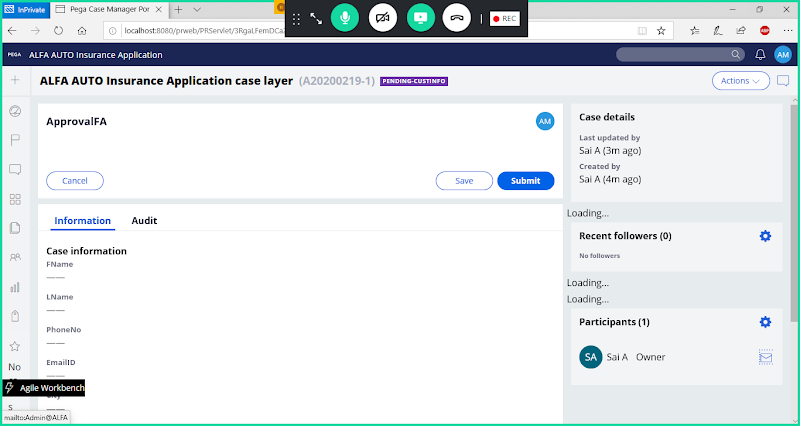 InPrivate
Pega Case Manager Por
REC
localhost:8080/prweb/PRServlet/3RgaLFemDCa
ABP
PEGA
ALFA AUTO Insurance Application
AM
ALFA AUTO Insurance Application case layer (A20200219-1) PENDING-CUSTINFO
Actions
ApprovalFA
AM
Cancel
Save
Submit
Information
Audit
Case information
FName
——
LName
——
PhoneNo
——
EmailID
——
City
——
Case details
Last updated by
Sai A (3m ago)
Created by
Sai A (4m ago)
Loading...
Recent followers (0)
No followers
Loading...
Loading...
Participants (1)
SA
Sai A Owner
No
Agile Workbench
s
mailto:Admin@ALFA